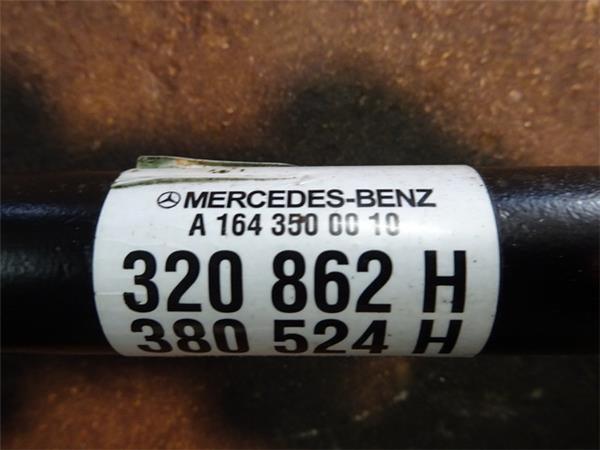 MERCEDES-BENZ
A 164 350 00 10
320 862 H
380 524 H